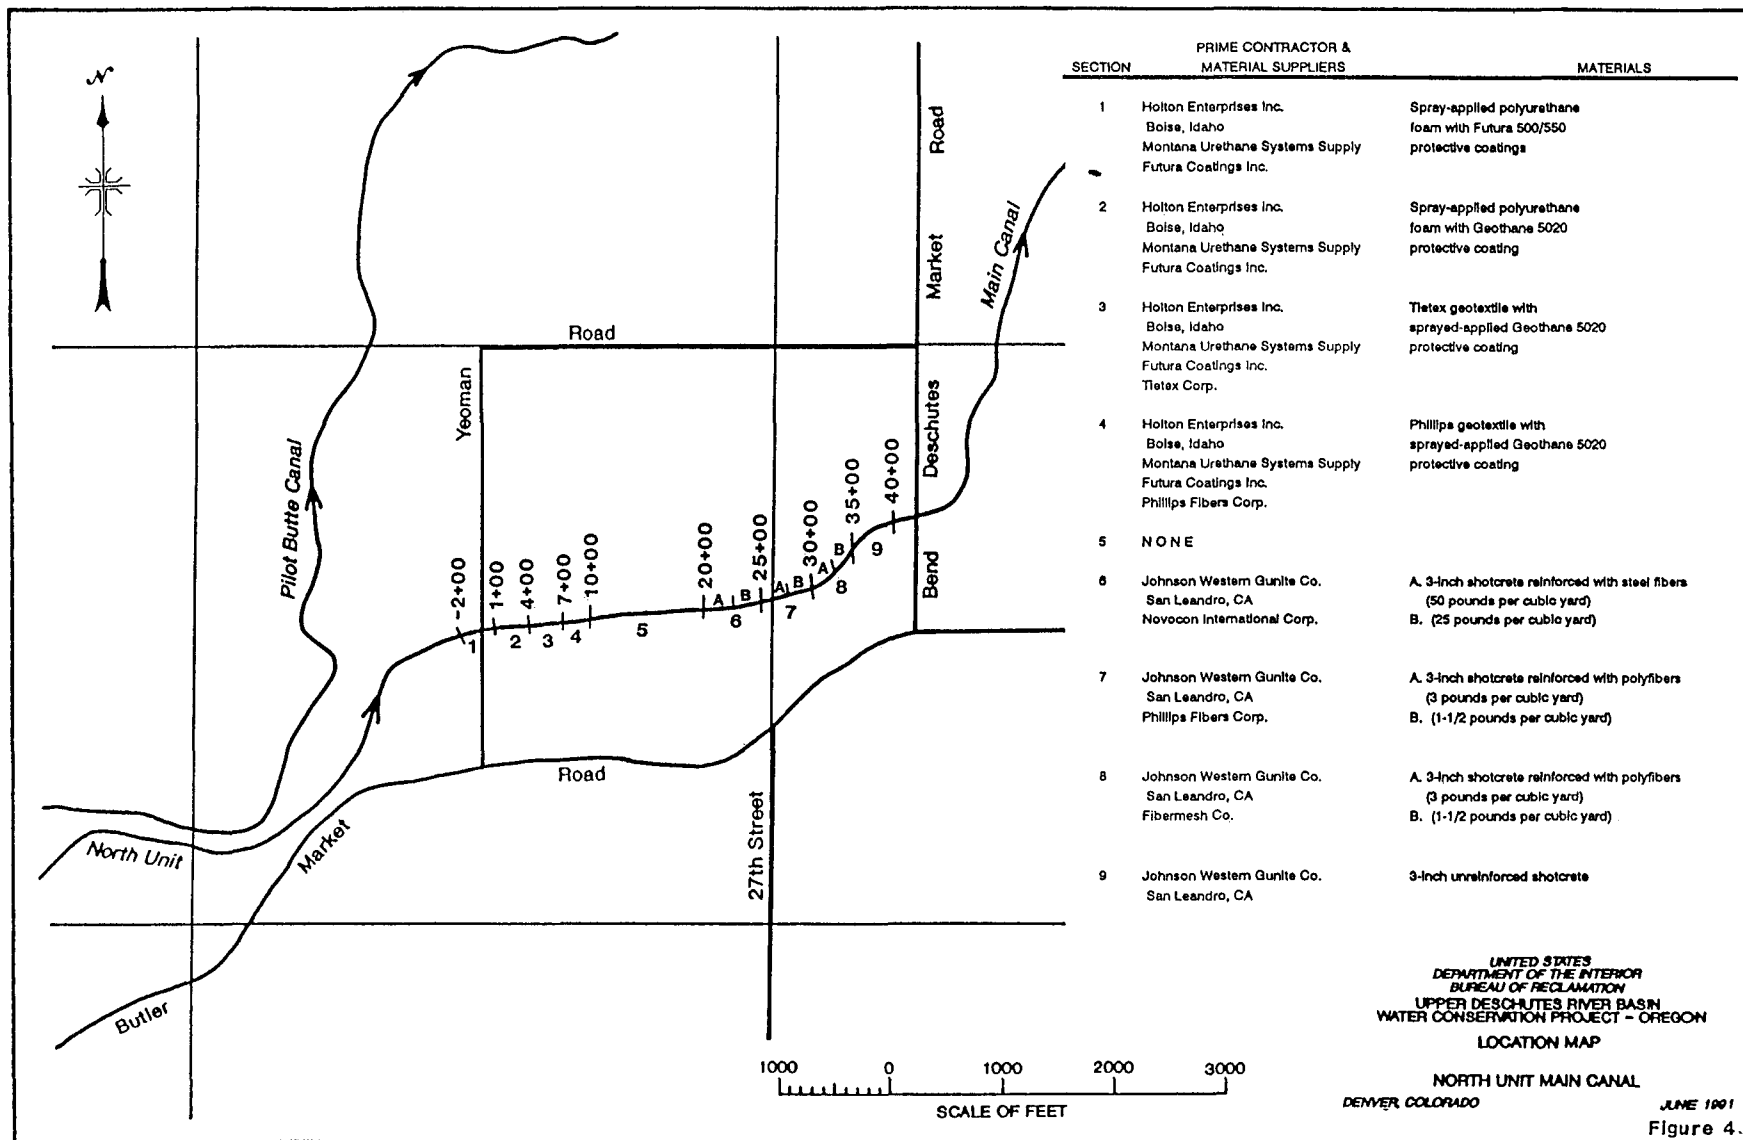 N
Road
Yeoman
Pilot Butte Canal
Market Road
Main Canal
Deschutes
Bend
-2+00
1+00
4+00
7+00
10+00
20+00
25+00
30+00
35+00
40+00
1
2
3
4
5
6
A
B
7
A
B
8
A
B
9
Road
Market
North Unit
Butler
27th Street
1000 0 1000 2000 3000
SCALE OF FEET
PRIME CONTRACTOR &
SECTION MATERIAL SUPPLIERS MATERIALS
1 Holton Enterprises Inc. Spray-applied polyurethane
Boise, Idaho foam with Futura 500/550
Montana Urethane Systems Supply protective coatings
Futura Coatings Inc.
2 Holton Enterprises Inc. Spray-applied polyurethane
Boise, Idaho foam with Geothane 5020
Montana Urethane Systems Supply protective coating
Futura Coatings Inc.
3 Holton Enterprises Inc. Tietex geotextile with
Boise, Idaho sprayed-applied Geothane 5020
Montana Urethane Systems Supply protective coating
Futura Coatings Inc.
Tietex Corp.
4 Holton Enterprises Inc. Phillips geotextile with
Boise, Idaho sprayed-applied Geothane 5020
Montana Urethane Systems Supply protective coating
Futura Coatings Inc.
Phillips Fibers Corp.
5 NONE
6 Johnson Western Gunite Co. A. 3-inch shotcrete reinforced with steel fibers
San Leandro, CA (50 pounds per cubic yard)
Novocon International Corp. B. (25 pounds per cubic yard)
7 Johnson Western Gunite Co. A. 3-inch shotcrete reinforced with polyfibers
San Leandro, CA (3 pounds per cubic yard)
Phillips Fibers Corp. B. (1-1/2 pounds per cubic yard)
8 Johnson Western Gunite Co. A. 3-inch shotcrete reinforced with polyfibers
San Leandro, CA (3 pounds per cubic yard)
Fibermesh Co. B. (1-1/2 pounds per cubic yard)
9 Johnson Western Gunite Co. 3-inch unreinforced shotcrete
San Leandro, CA
UNITED STATES
DEPARTMENT OF THE INTERIOR
BUREAU OF RECLAMATION
UPPER DESCHUTES RIVER BASIN
WATER CONSERVATION PROJECT - OREGON
LOCATION MAP
NORTH UNIT MAIN CANAL
DENVER, COLORADO JUNE 1991
Figure 4.